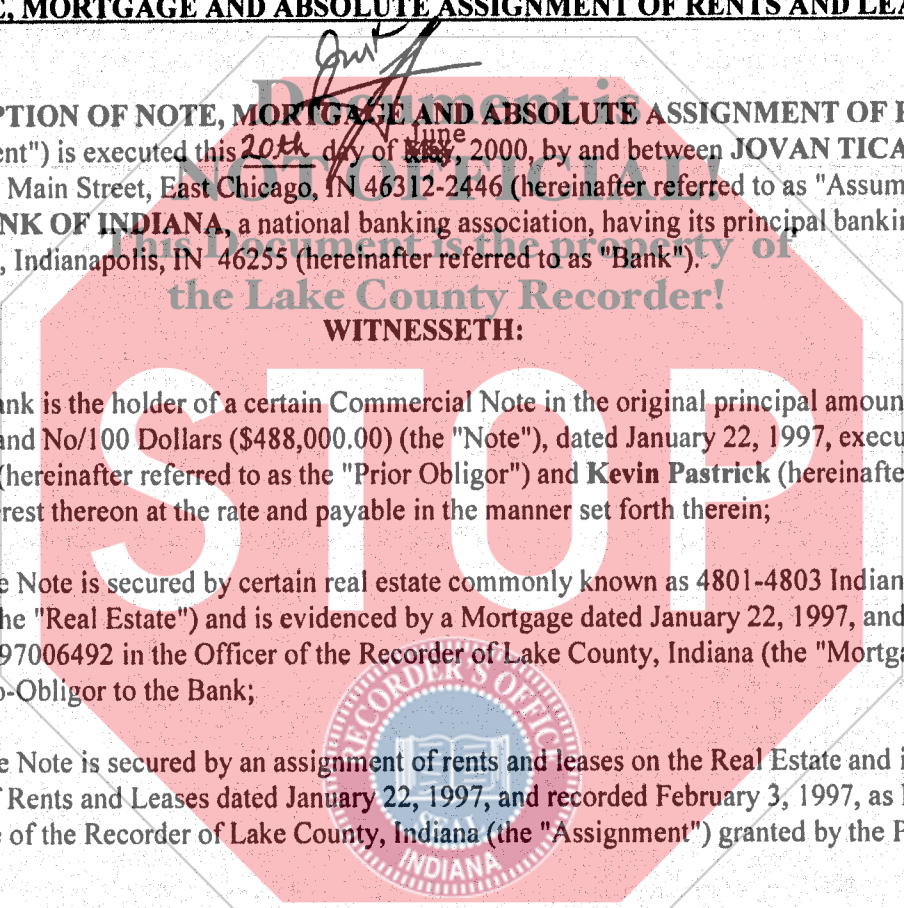 , MORTGAGE AND ABSOLUTE ASSIGNMENT OF RENTS AND LEA
PTION OF NOTE, MORTGAGE AND ABSOLUTE ASSIGNMENT OF
ent") is executed this 20th day of June, 2000, by and between JOVAN TICA
Main Street, East Chicago, IN 46312-2446 (hereinafter referred to as "Assum
NK OF INDIANA, a national banking association, having its principal bankin
, Indianapolis, IN 46255 (hereinafter referred to as "Bank").
Document is
NOT OFFICIAL!
This Document is the property of
the Lake County Recorder!
WITNESSETH:
ank is the holder of a certain Commercial Note in the original principal amoun
and No/100 Dollars ($488,000.00) (the "Note"), dated January 22, 1997, execu
(hereinafter referred to as the "Prior Obligor") and Kevin Pastrick (hereinafte
rest thereon at the rate and payable in the manner set forth therein;
STOP
e Note is secured by certain real estate commonly known as 4801-4803 Indian
he "Real Estate") and is evidenced by a Mortgage dated January 22, 1997, and
97006492 in the Officer of the Recorder of Lake County, Indiana (the "Mortga
o-Obligor to the Bank;
e Note is secured by an assignment of rents and leases on the Real Estate and i
f Rents and Leases dated January 22, 1997, and recorded February 3, 1997, as
e of the Recorder of Lake County, Indiana (the "Assignment") granted by the P
RECORDER'S OFFICE
SEAL
INDIANA